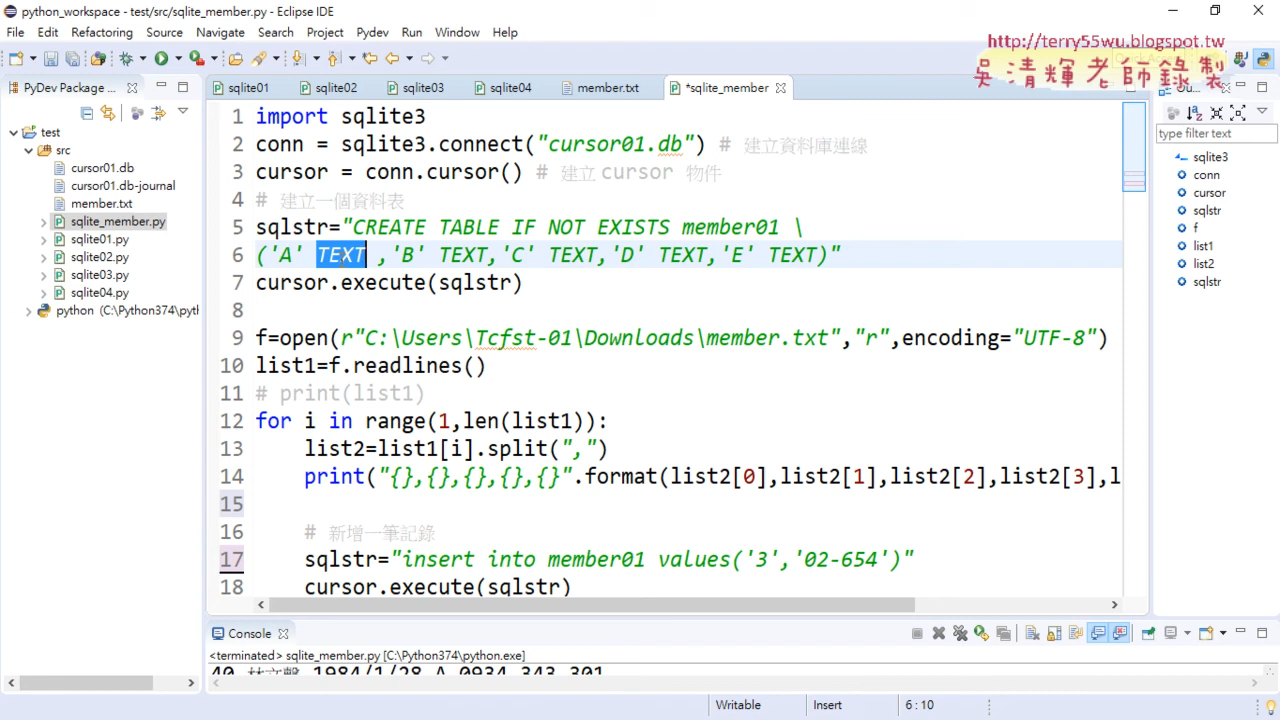 python_workspace - test/src/sqlite_member.py - Eclipse IDE
File Edit Refactoring Source Navigate Search Project Pydev Run Window Help
http://terry55wu.blogspot.tw
吳清輝老師錄製
PyDev Package
sqlite01 sqlite02 sqlite03 sqlite04 member.txt *sqlite_member
type filter text
test
src
cursor01.db
cursor01.db-journal
member.txt
sqlite_member.py
sqlite01.py
sqlite02.py
sqlite03.py
sqlite04.py
python (C:\Python374\pyth
1 import sqlite3
2 conn = sqlite3.connect("cursor01.db") # 建立資料庫連線
3 cursor = conn.cursor() # 建立 cursor 物件
4 # 建立一個資料表
5 sqlstr="CREATE TABLE IF NOT EXISTS member01 \
6 ('A' TEXT ,'B' TEXT,'C' TEXT,'D' TEXT,'E' TEXT)"
7 cursor.execute(sqlstr)
8
9 f=open(r"C:\Users\Tcfst-01\Downloads\member.txt","r",encoding="UTF-8")
10 list1=f.readlines()
11 # print(list1)
12 for i in range(1,len(list1)):
13 list2=list1[i].split(",")
14 print("{},{},{},{},{}".format(list2[0],list2[1],list2[2],list2[3],l
15
16 # 新增一筆記錄
17 sqlstr="insert into member01 values('3','02-654')"
18 cursor.execute(sqlstr)
sqlite3
conn
cursor
sqlstr
f
list1
list2
sqlstr
Console
<terminated> sqlite_member.py [C:\Python374\python.exe]
Writable Insert 6 : 10